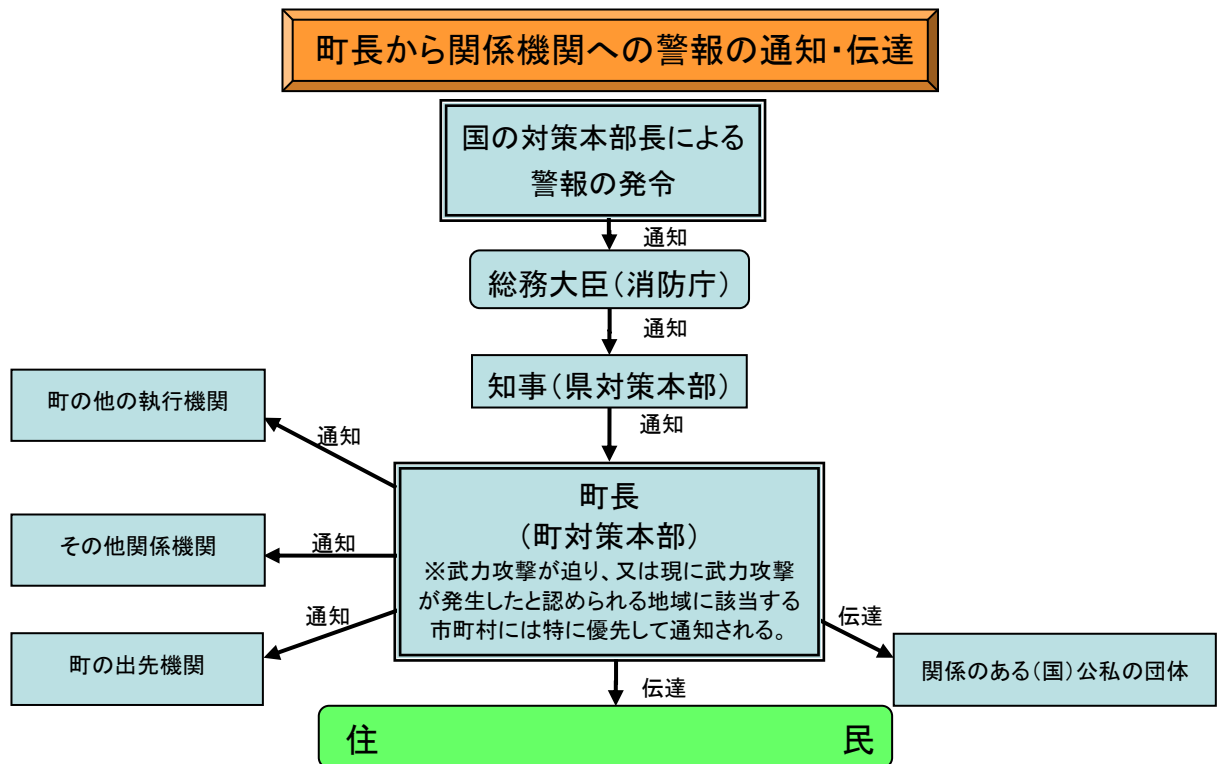 町長から関係機関への警報の通知・伝達
国の対策本部長による
警報の発令
通知
総務大臣(消防庁)
通知
知事(県対策本部)
通知
町の他の執行機関
通知
町長
(町対策本部)
※武力攻撃が迫り、又は現に武力攻撃
が発生したと認められる地域に該当する
市町村には特に優先して通知される。
その他関係機関
通知
通知
町の出先機関
伝達
関係のある(国)公私の団体
伝達
住 民